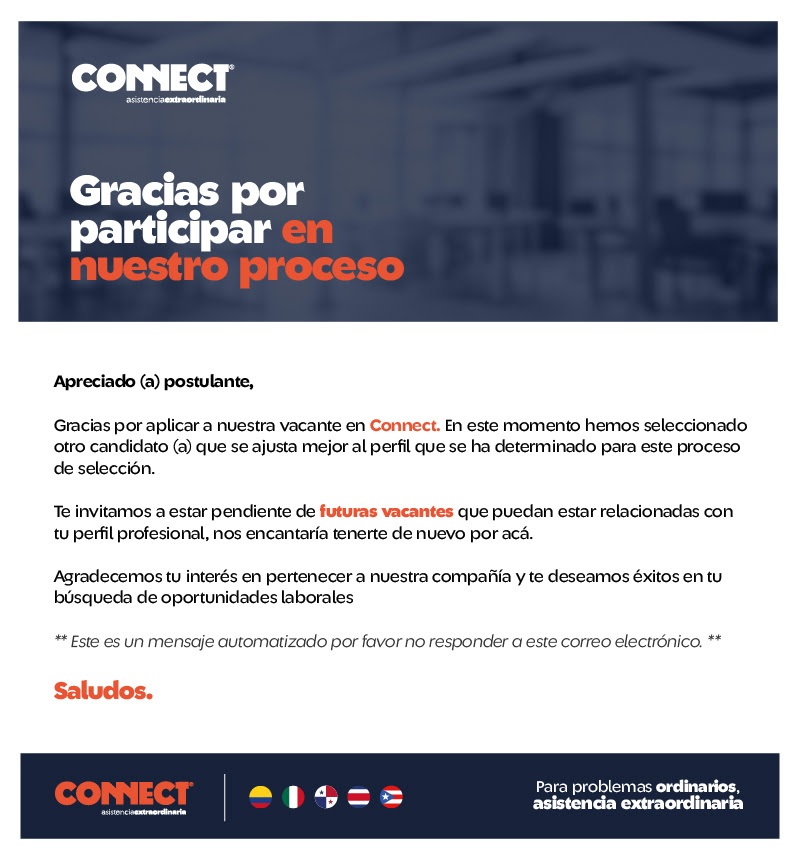 CONNECT®
asistenciaextraordinaria
Gracias por
participar en
nuestro proceso
Apreciado (a) postulante,
Gracias por aplicar a nuestra vacante en Connect. En este momento hemos seleccionado
otro candidato (a) que se ajusta mejor al perfil que se ha determinado para este proceso
de selección.
Te invitamos a estar pendiente de futuras vacantes que puedan estar relacionadas con
tu perfil profesional, nos encantaría tenerte de nuevo por acá.
Agradecemos tu interés en pertenecer a nuestra compañía y te deseamos éxitos en tu
búsqueda de oportunidades laborales
** Este es un mensaje automatizado por favor no responder a este correo electrónico. **
Saludos.
CONNECT®
asistenciaextraordinaria
Para problemas ordinarios,
asistencia extraordinaria